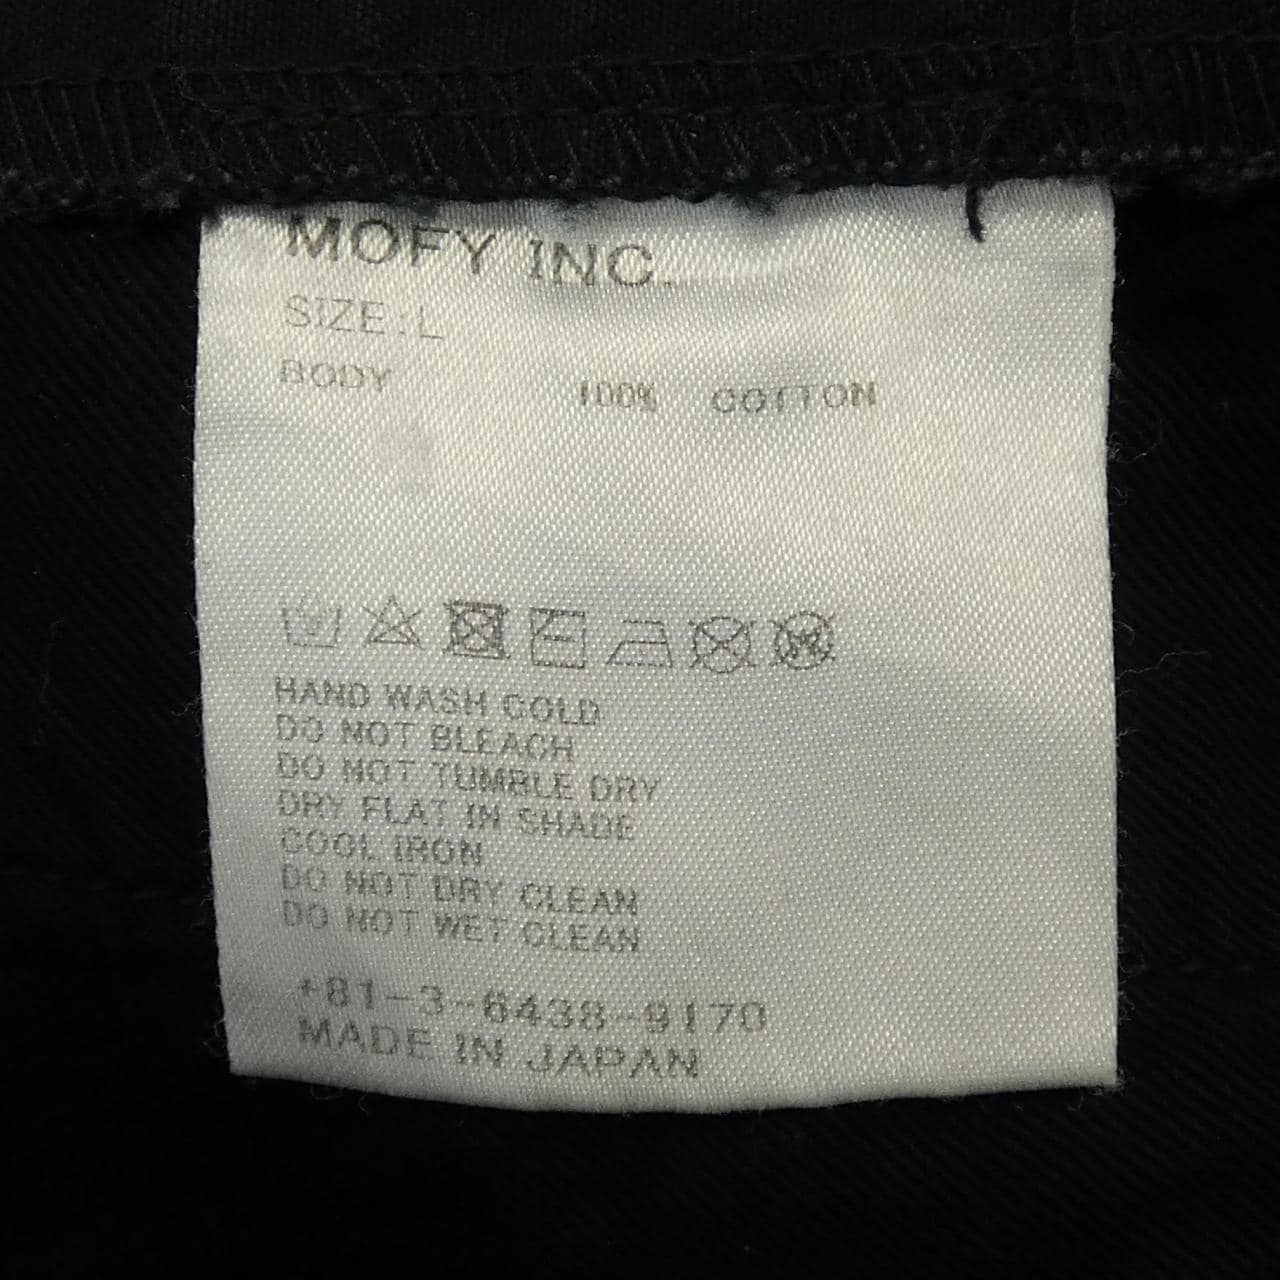 MOFY INC.
SIZE:L
BODY 100% COTTON
HAND WASH COLD
DO NOT BLEACH
DO NOT TUMBLE DRY
DRY FLAT IN SHADE
COOL IRON
DO NOT DRY CLEAN
DO NOT WET CLEAN
+81-3-6438-9170
MADE IN JAPAN